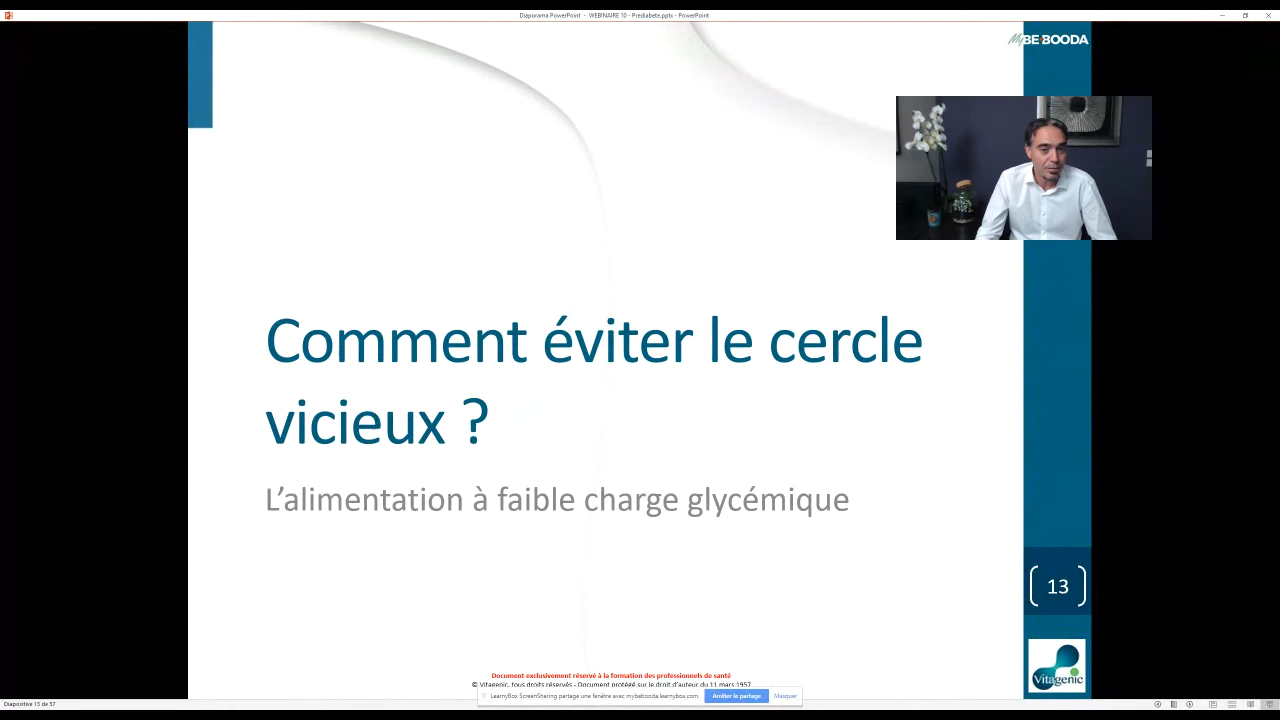 Diaporama PowerPoint - WEBINAIRE 10 - Prediabete.pptx - PowerPoint
MyBE-BOODA
Comment éviter le cercle
vicieux ?
L'alimentation à faible charge glycémique
13
Vitagenic
Document exclusivement réservé à la formation des professionnels de santé
© Vitagenic, tous droits réservés - Document protégé sur le droit d'auteur du 11 mars 1957
LearnyBox ScreenSharing partage une fenêtre avec mybebooda.learnybox.com.
Arrêter le partage
Masquer
Diapositive 13 de 57